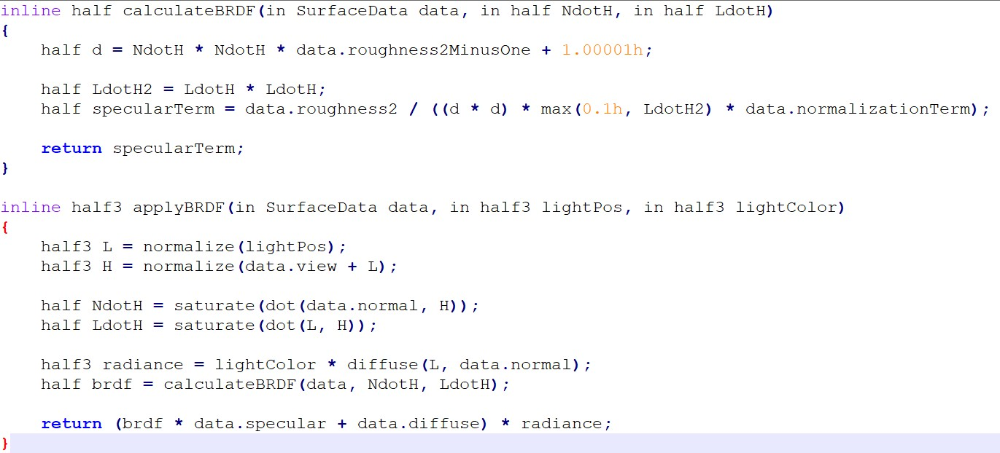 inline half calculateBRDF(in SurfaceData data, in half NdotH, in half LdotH)
{
    half d = NdotH * NdotH * data.roughness2MinusOne + 1.00001h;

    half LdotH2 = LdotH * LdotH;
    half specularTerm = data.roughness2 / ((d * d) * max(0.1h, LdotH2) * data.normalizationTerm);

    return specularTerm;
}

inline half3 applyBRDF(in SurfaceData data, in half3 lightPos, in half3 lightColor)
{
    half3 L = normalize(lightPos);
    half3 H = normalize(data.view + L);

    half NdotH = saturate(dot(data.normal, H));
    half LdotH = saturate(dot(L, H));

    half3 radiance = lightColor * diffuse(L, data.normal);
    half brdf = calculateBRDF(data, NdotH, LdotH);

    return (brdf * data.specular + data.diffuse) * radiance;
}